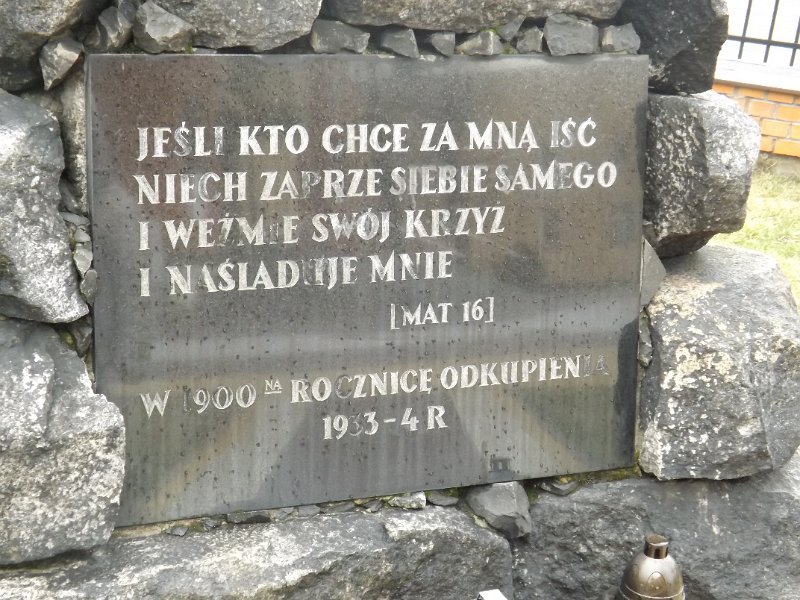 JEŚLI KTO CHCE ZA MNĄ IŚĆ
NIECH ZAPRZE SIEBIE SAMEGO
I WEŹMIE SWÓJ KRZYŻ
I NAŚLADUJE MNIE
[MAT 16]
W 1900 NA ROCZNICĘ ODKUPIENIA
1933-4 R